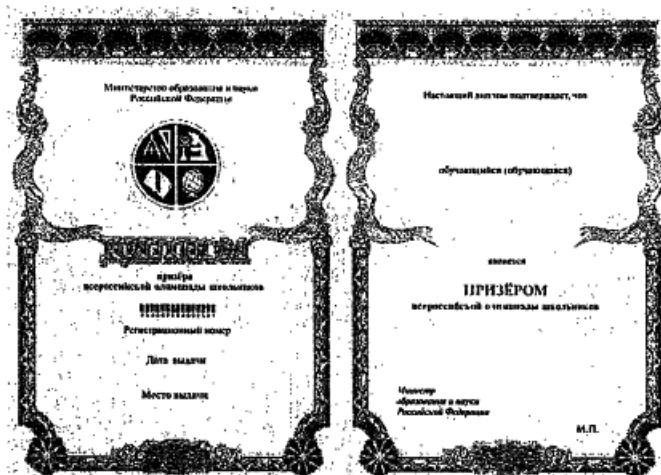 Министерство образования и науки
Российской Федерации
призёра
всероссийской олимпиады школьников
Регистрационный номер
Дата выдачи
Место выдачи
Настоящий диплом подтверждает, что
обучающийся (обучающаяся)
является
ПРИЗЁРОМ
всероссийской олимпиады школьников
Министр
образования и науки
Российской Федерации
М.П.